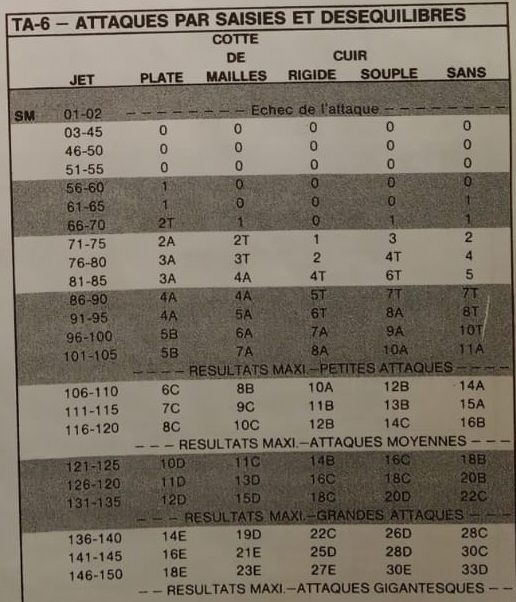 TA-6 — ATTAQUES PAR SAISIES ET DESEQUILIBRES
COTTE
DE CUIR
JET PLATE MAILLES RIGIDE SOUPLE SANS
SM 01-02 – – – – – – – – Echec de l'attaque – – – – – – – –
03-45 0 0 0 0 0
46-50 0 0 0 0 0
51-55 0 0 0 0 0
56-60 1 0 0 0 0
61-65 1 0 0 0 1
66-70 2T 1 0 1 1
71-75 2A 2T 1 3 2
76-80 3A 3T 2 4T 4
81-85 3A 4A 4T 6T 5
86-90 4A 4A 5T 7T 7T
91-95 4A 5A 6T 8A 8T
96-100 5B 6A 7A 9A 10T
101-105 5B 7A 8A 10A 11A
– – – – RESULTATS MAXI.–PETITES ATTAQUES – – – –
106-110 6C 8B 10A 12B 14A
111-115 7C 9C 11B 13B 15A
116-120 8C 10C 12B 14C 16B
– – – RESULTATS MAXI.–ATTAQUES MOYENNES – – –
121-125 10D 11C 14B 16C 18B
126-120 11D 13D 16C 18C 20B
131-135 12D 15D 18C 20D 22C
– – – RESULTATS MAXI.–GRANDES ATTAQUES – – –
136-140 14E 19D 22C 26D 28C
141-145 16E 21E 25D 28D 30C
146-150 18E 23E 27E 30E 33D
– – RESULTATS MAXI.–ATTAQUES GIGANTESQUES – –